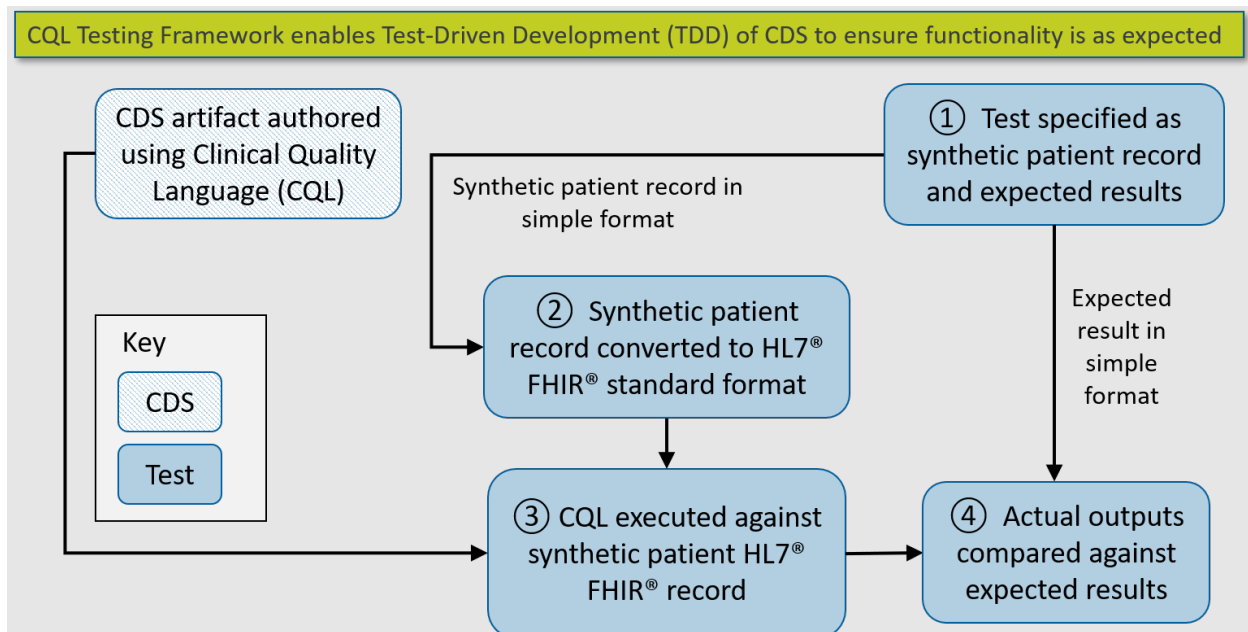 CQL Testing Framework enables Test-Driven Development (TDD) of CDS to ensure functionality is as expected
CDS artifact authored
using Clinical Quality
Language (CQL)
① Test specified as
synthetic patient record
and expected results
Synthetic patient record in
simple format
② Synthetic patient
record converted to HL7®
FHIR® standard format
Expected
result in
simple
format
Key
CDS
Test
③ CQL executed against
synthetic patient HL7®
FHIR® record
④ Actual outputs
compared against
expected results